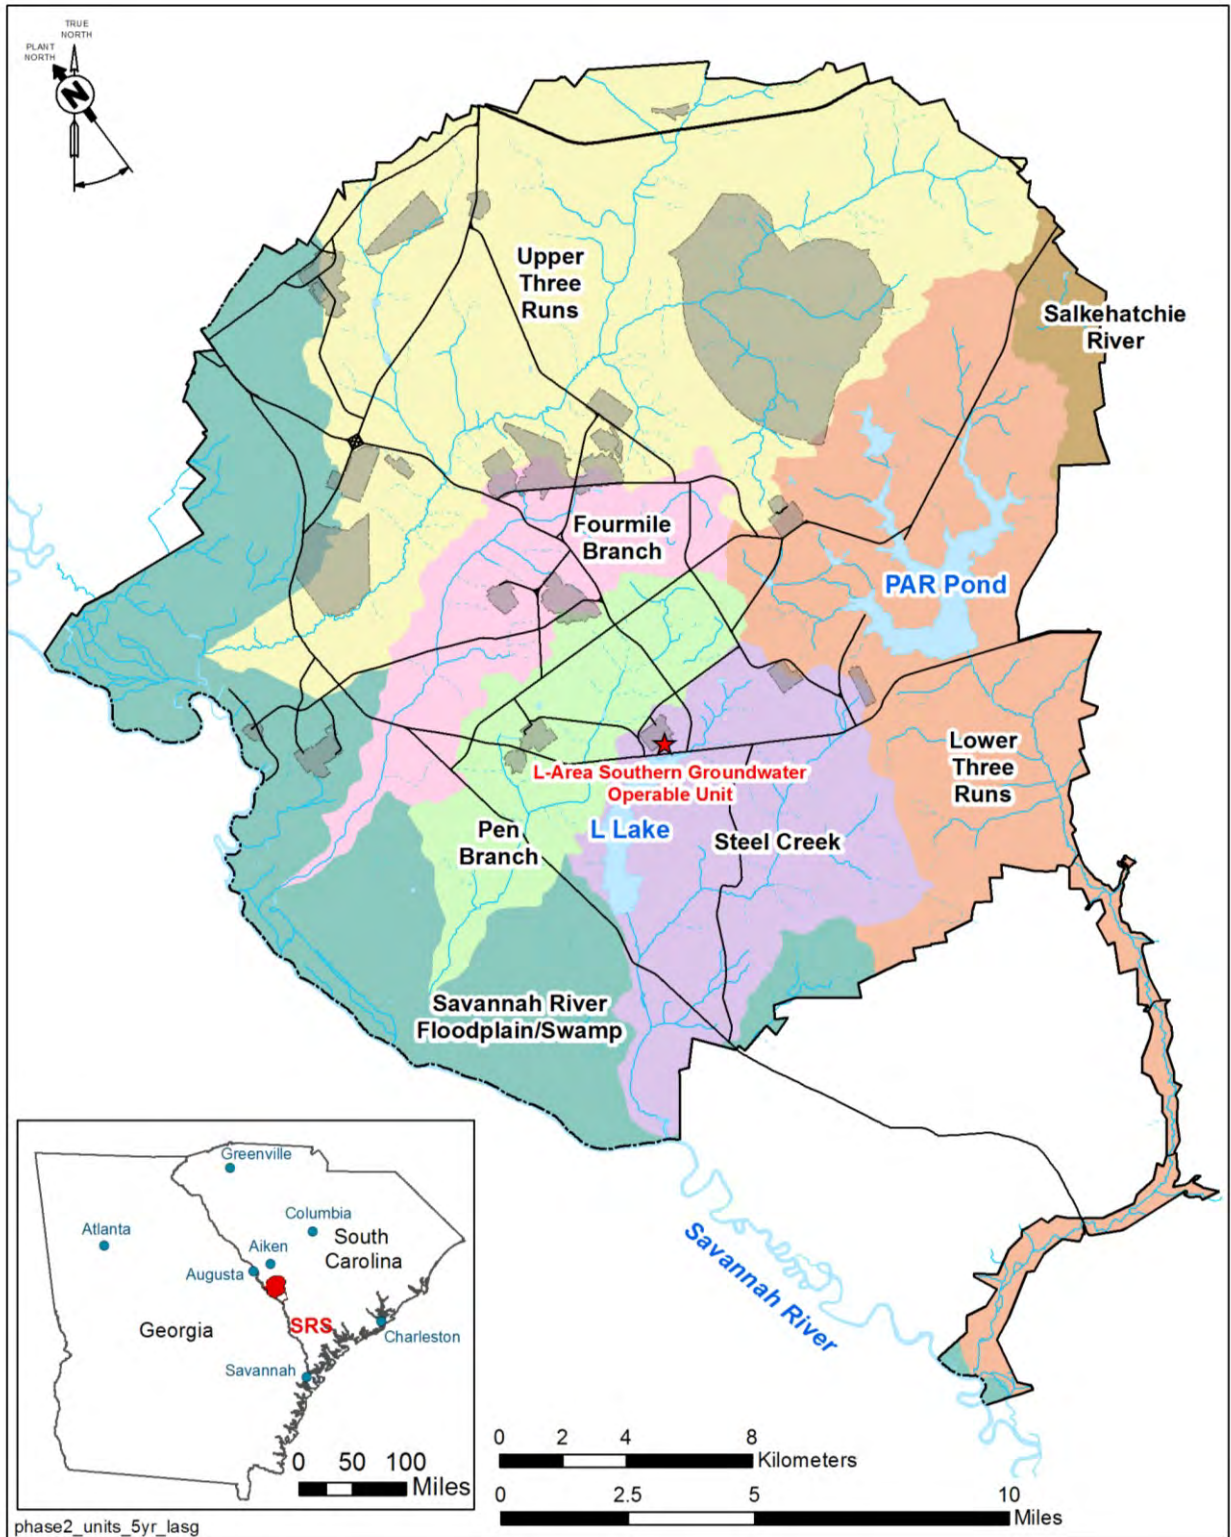 TRUE
NORTH
PLANT
NORTH
N
Upper
Three
Runs
Salkehatchie
River
Fourmile
Branch
PAR Pond
Lower
Three
Runs
L-Area Southern Groundwater
Operable Unit
L Lake
Pen
Branch
Steel Creek
Savannah River
Floodplain/Swamp
Savannah River
Greenville
Columbia
Atlanta
South
Carolina
Aiken
Augusta
Georgia
SRS
Charleston
Savannah
0 50 100
Miles
0 2 4 8
Kilometers
0 2.5 5 10
Miles
phase2_units_5yr_lasg